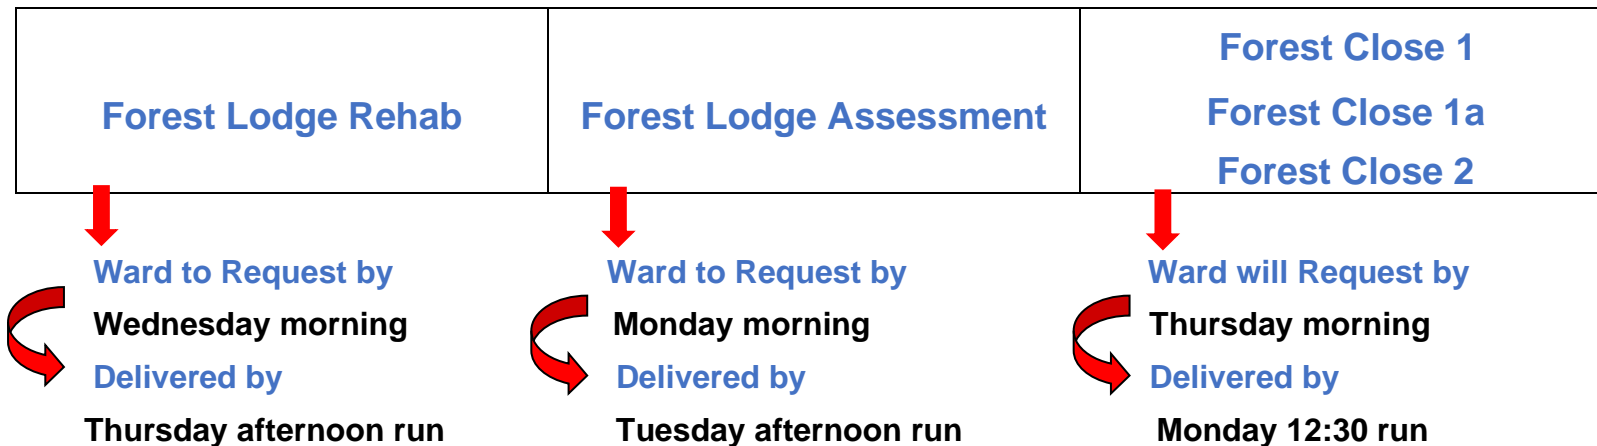 Forest Lodge Rehab
Forest Lodge Assessment
Forest Close 1
Forest Close 1a
Forest Close 2
Ward to Request by
Wednesday morning
Delivered by
Thursday afternoon run
Ward to Request by
Monday morning
Delivered by
Tuesday afternoon run
Ward will Request by
Thursday morning
Delivered by
Monday 12:30 run